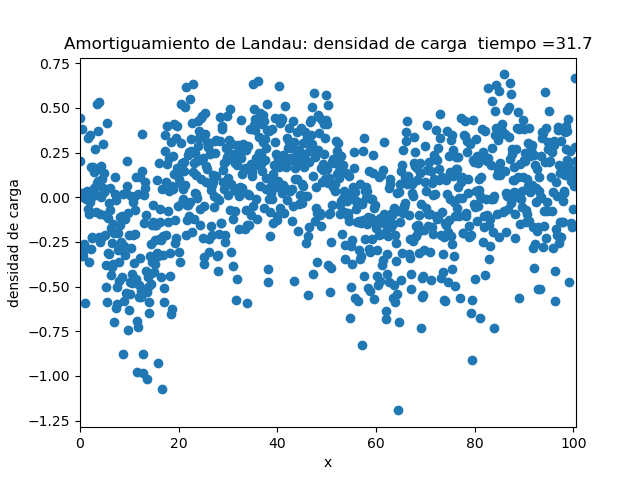 Amortiguamiento de Landau: densidad de carga  tiempo =31.7
0.75
0.50
0.25
0.00
−0.25
−0.50
−0.75
−1.00
−1.25
densidad de carga
0 20 40 60 80 100
x